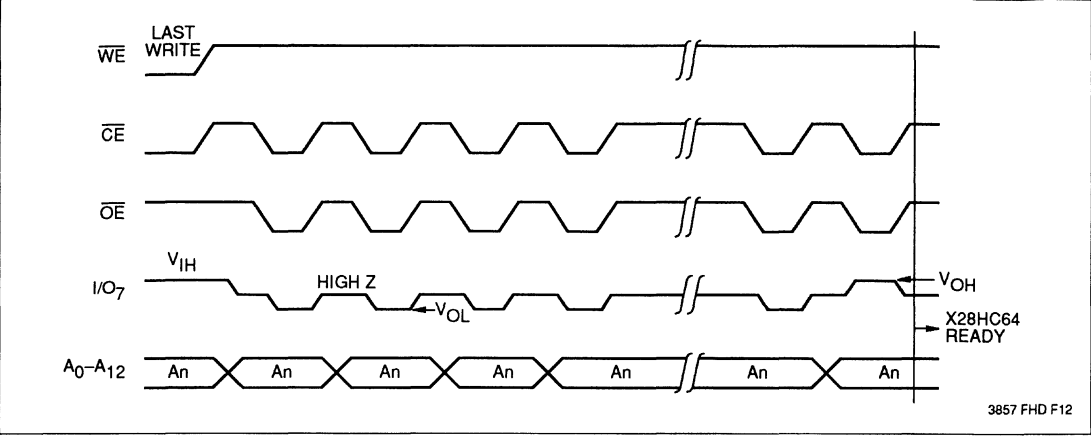 LAST
WRITE
WE
CE
OE
VIH
I/O7
HIGH Z
VOL
VOH
X28HC64
READY
A0–A12
An An An An An An An
3857 FHD F12